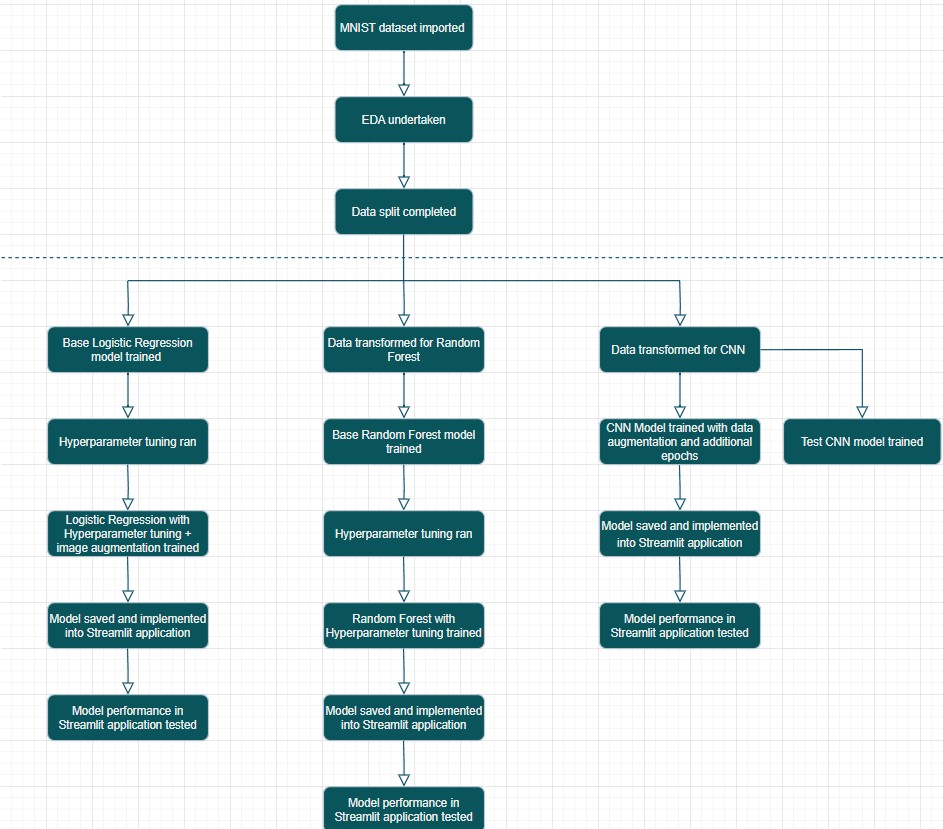 MNIST dataset imported
EDA undertaken
Data split completed
Base Logistic Regression
model trained
Hyperparameter tuning ran
Logistic Regression with
Hyperparameter tuning +
image augmentation trained
Model saved and implemented
into Streamlit application
Model performance in
Streamlit application tested
Data transformed for Random
Forest
Base Random Forest model
trained
Hyperparameter tuning ran
Random Forest with
Hyperparameter tuning trained
Model saved and implemented
into Streamlit application
Model performance in
Streamlit application tested
Data transformed for CNN
CNN Model trained with data
augmentation and additional
epochs
Model saved and implemented
into Streamlit application
Model performance in
Streamlit application tested
Test CNN model trained